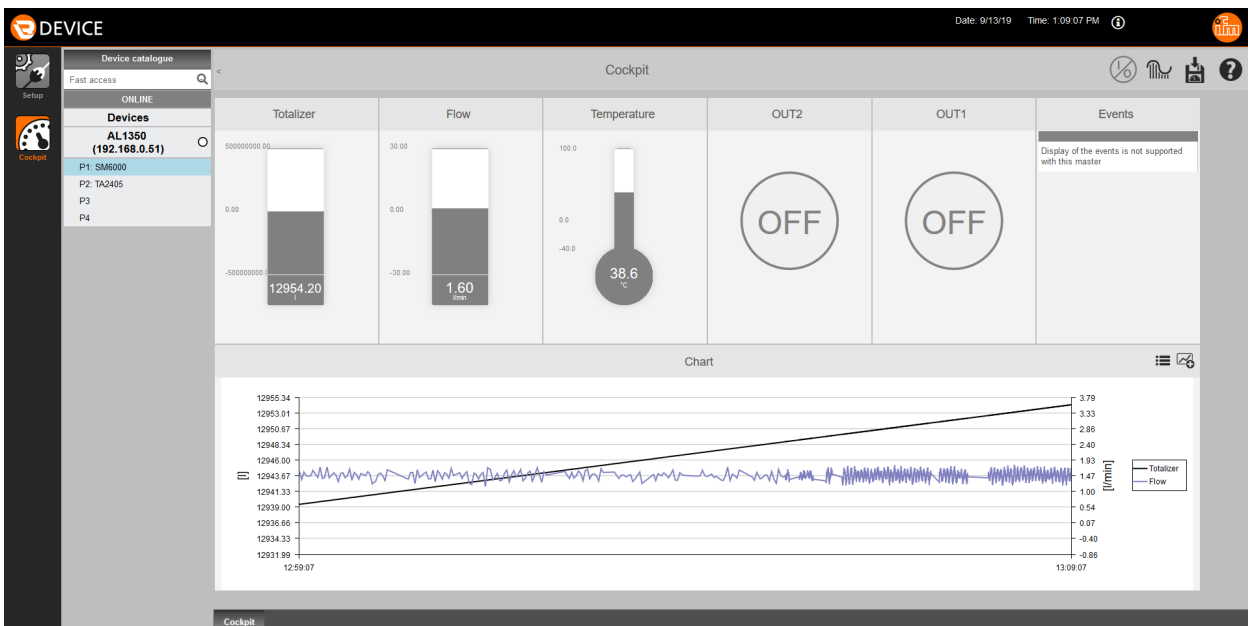 DEVICE
Date: 9/13/19 Time: 1:09:07 PM
ifm
Setup
Cockpit
Device catalogue
Fast access
ONLINE
Devices
AL1350
(192.168.0.51)
P1: SM6000
P2: TA2405
P3
P4
<
Cockpit
I/O
Totalizer
500000000.00
0.00
-500000000.0
12954.20
l
Flow
30.00
0.00
-30.00
1.60
l/min
Temperature
100.0
0.0
-40.0
38.6
°C
OUT2
OFF
OUT1
OFF
Events
Display of the events is not supported
with this master
Chart
[l]
12955.34
12953.01
12950.67
12948.34
12946.00
12943.67
12941.33
12939.00
12936.66
12934.33
12931.99
12:59:07
13:09:07
3.79
3.33
2.86
2.40
1.93
1.47
1.00
0.54
0.07
-0.40
-0.86
[l/min]
Totalizer
Flow
Cockpit